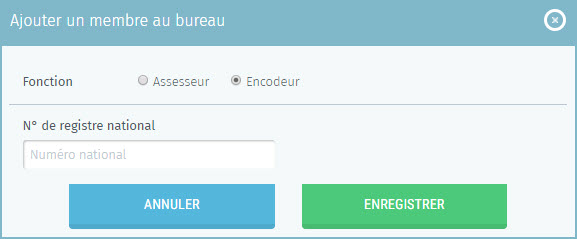 Ajouter un membre au bureau
Fonction Assesseur Encodeur
N° de registre national
Numéro national
ANNULER ENREGISTRER